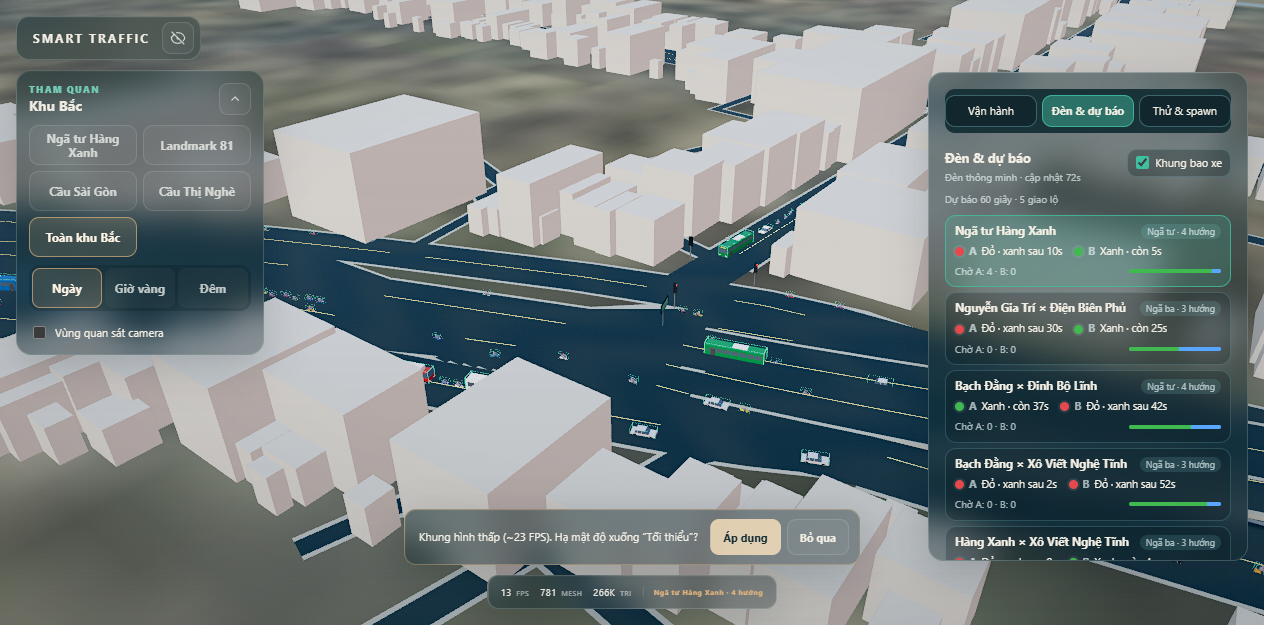 SMART TRAFFIC
THAM QUAN
Khu Bắc
Ngã tư Hàng
Xanh
Landmark 81
Cầu Sài Gòn
Cầu Thị Nghè
Toàn khu Bắc
Ngày
Giờ vàng
Đêm
Vùng quan sát camera
Vận hành
Đèn & dự báo
Thử & spawn
Đèn & dự báo
Khung bao xe
Đèn thông minh · cập nhật 72s
Dự báo 60 giây · 5 giao lộ
Ngã tư Hàng Xanh
Ngã tư · 4 hướng
A Đỏ · xanh sau 10s B Xanh · còn 5s
Chờ A: 4 · B: 0
Nguyễn Gia Trí × Điện Biên Phủ
Ngã ba · 3 hướng
A Đỏ · xanh sau 30s B Xanh · còn 25s
Chờ A: 0 · B: 0
Bạch Đằng × Đinh Bộ Lĩnh
Ngã tư · 4 hướng
A Xanh · còn 37s B Đỏ · xanh sau 42s
Chờ A: 0 · B: 0
Bạch Đằng × Xô Viết Nghệ Tĩnh
Ngã ba · 3 hướng
A Đỏ · xanh sau 2s B Đỏ · xanh sau 52s
Chờ A: 0 · B: 0
Hàng Xanh × Xô Viết Nghệ Tĩnh
Ngã ba · 3 hướng
Khung hình thấp (~23 FPS). Hạ mật độ xuống "Tối thiểu"?
Áp dụng
Bỏ qua
13 FPS 781 MESH 266K TRI
Ngã tư Hàng Xanh · 4 hướng